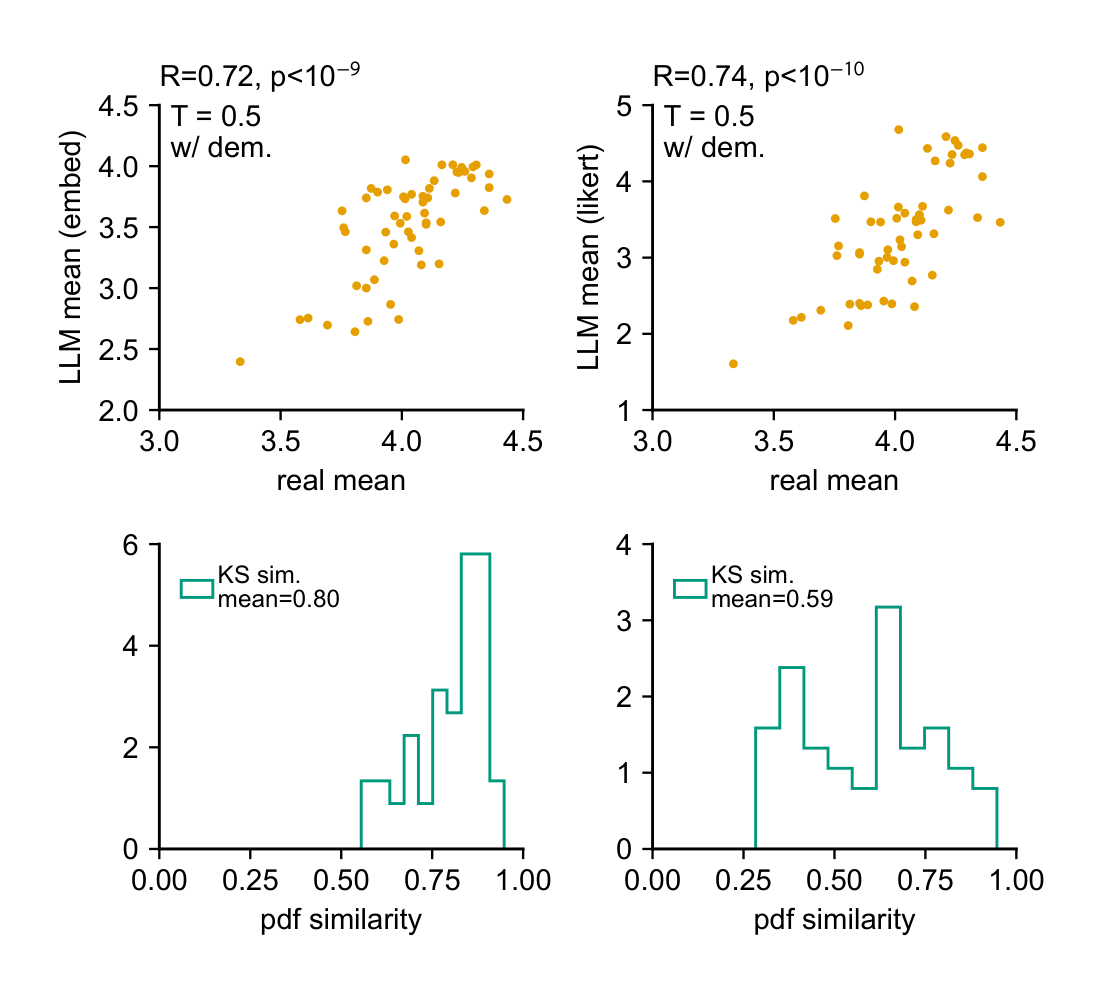 R=0.72, p<10⁻⁹
T = 0.5
w/ dem.
4.5
4.0
3.5
3.0
2.5
2.0
LLM mean (embed)
3.0 3.5 4.0 4.5
real mean
R=0.74, p<10⁻¹⁰
T = 0.5
w/ dem.
5
4
3
2
1
LLM mean (likert)
3.0 3.5 4.0 4.5
real mean
KS sim.
mean=0.80
6
4
2
0
0.00 0.25 0.50 0.75 1.00
pdf similarity
KS sim.
mean=0.59
4
3
2
1
0
0.00 0.25 0.50 0.75 1.00
pdf similarity